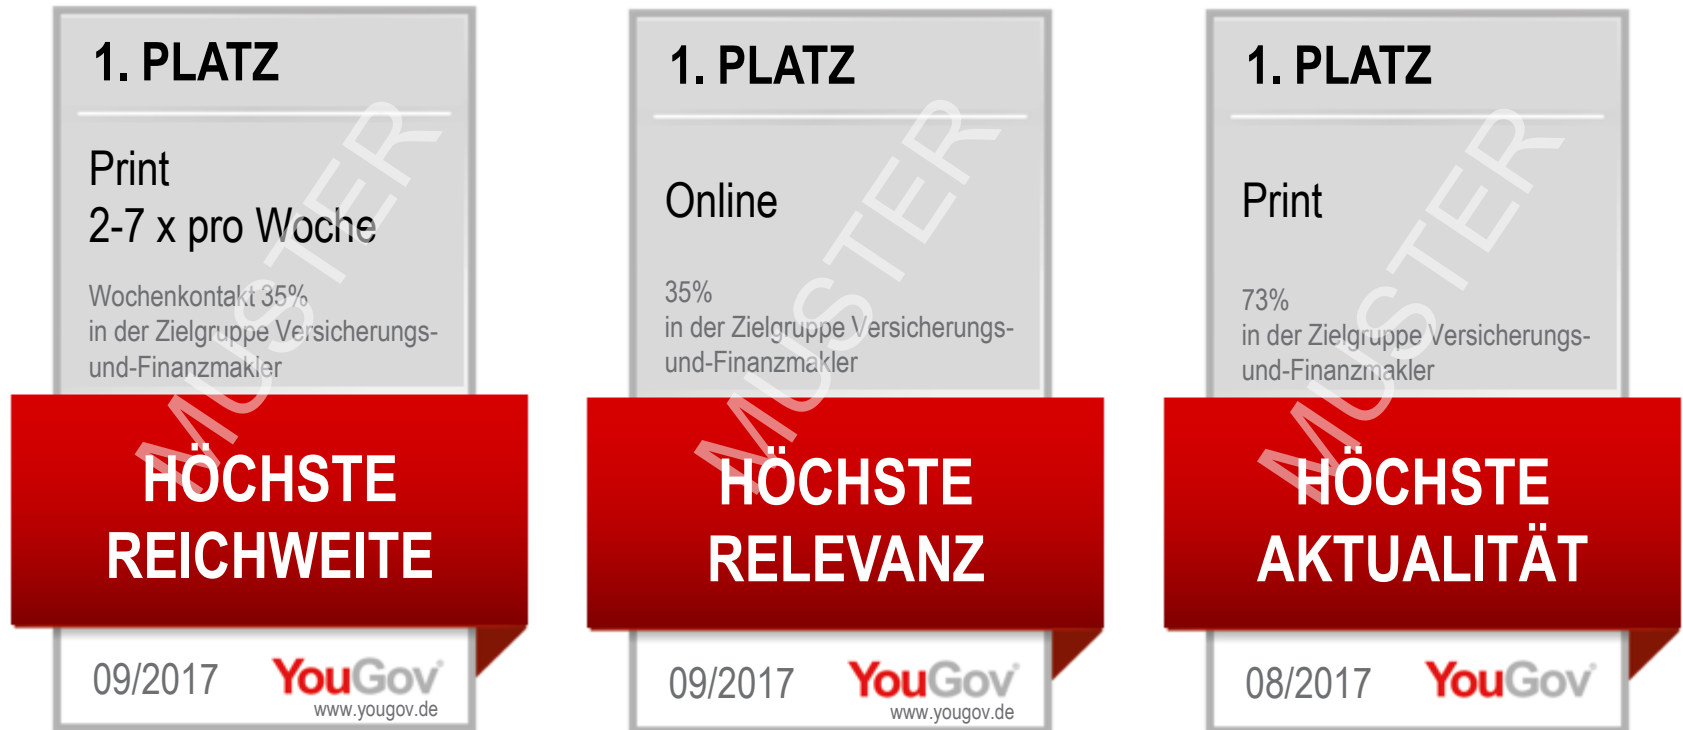 1. PLATZ
Print
2-7 x pro Woche
Wochenkontakt 35%
in der Zielgruppe Versicherungs-
und-Finanzmakler
MUSTER
HÖCHSTE
REICHWEITE
09/2017 YouGov
www.yougov.de
1. PLATZ
Online
35%
in der Zielgruppe Versicherungs-
und-Finanzmakler
MUSTER
HÖCHSTE
RELEVANZ
09/2017 YouGov
www.yougov.de
1. PLATZ
Print
73%
in der Zielgruppe Versicherungs-
und-Finanzmakler
MUSTER
HÖCHSTE
AKTUALITÄT
08/2017 YouGov